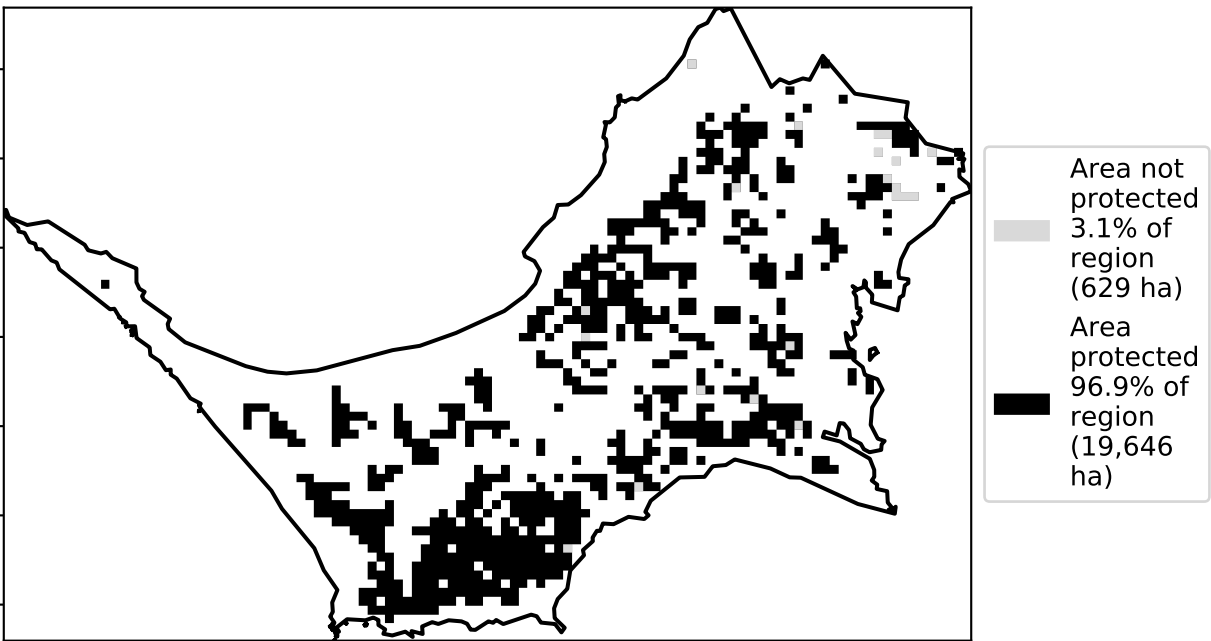 Area not
protected
3.1% of
region
(629 ha)
Area
protected
96.9% of
region
(19,646
ha)